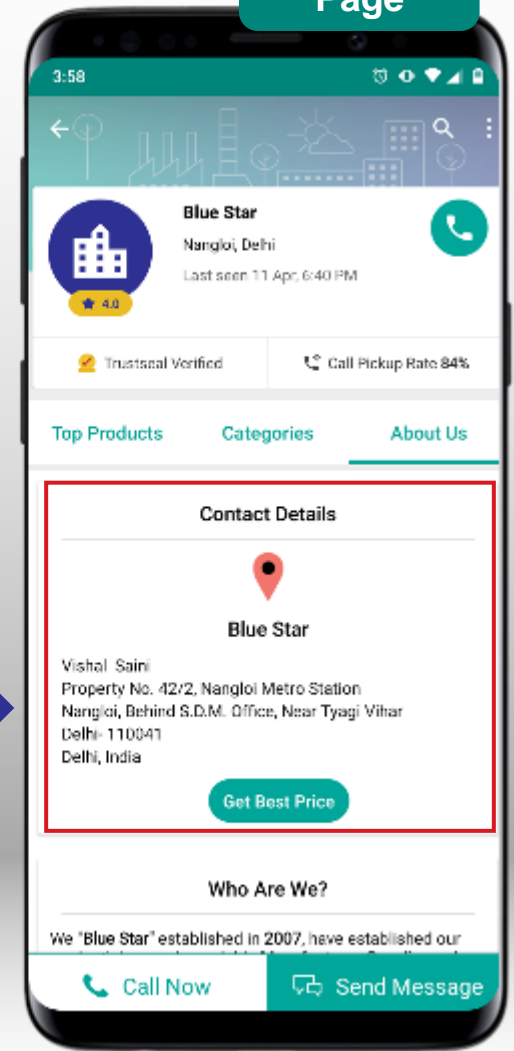 Page
3:58
Blue Star
Nangloi, Delhi
Last seen 11 Apr, 6:40 PM
4.0
Trustseal Verified
Call Pickup Rate 84%
Top Products Categories About Us
Contact Details
Blue Star
Vishal Saini
Property No. 42/2, Nangloi Metro Station
Nangloi, Behind S.D.M. Office, Near Tyagi Vihar
Delhi- 110041
Delhi, India
Get Best Price
Who Are We?
We "Blue Star" established in 2007, have established our
Call Now
Send Message